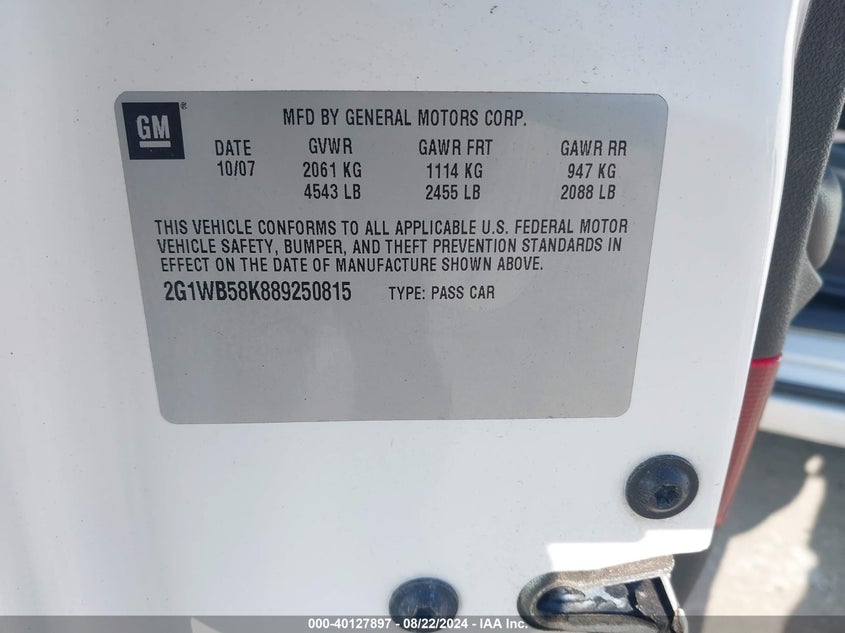 GM®
MFD BY GENERAL MOTORS CORP.
DATE GVWR GAWR FRT GAWR RR
10/07 2061 KG 1114 KG 947 KG
4543 LB 2455 LB 2088 LB
THIS VEHICLE CONFORMS TO ALL APPLICABLE U.S. FEDERAL MOTOR
VEHICLE SAFETY, BUMPER, AND THEFT PREVENTION STANDARDS IN
EFFECT ON THE DATE OF MANUFACTURE SHOWN ABOVE.
2G1WB58K889250815 TYPE: PASS CAR
000-40127897 - 08/22/2024 - IAA Inc.